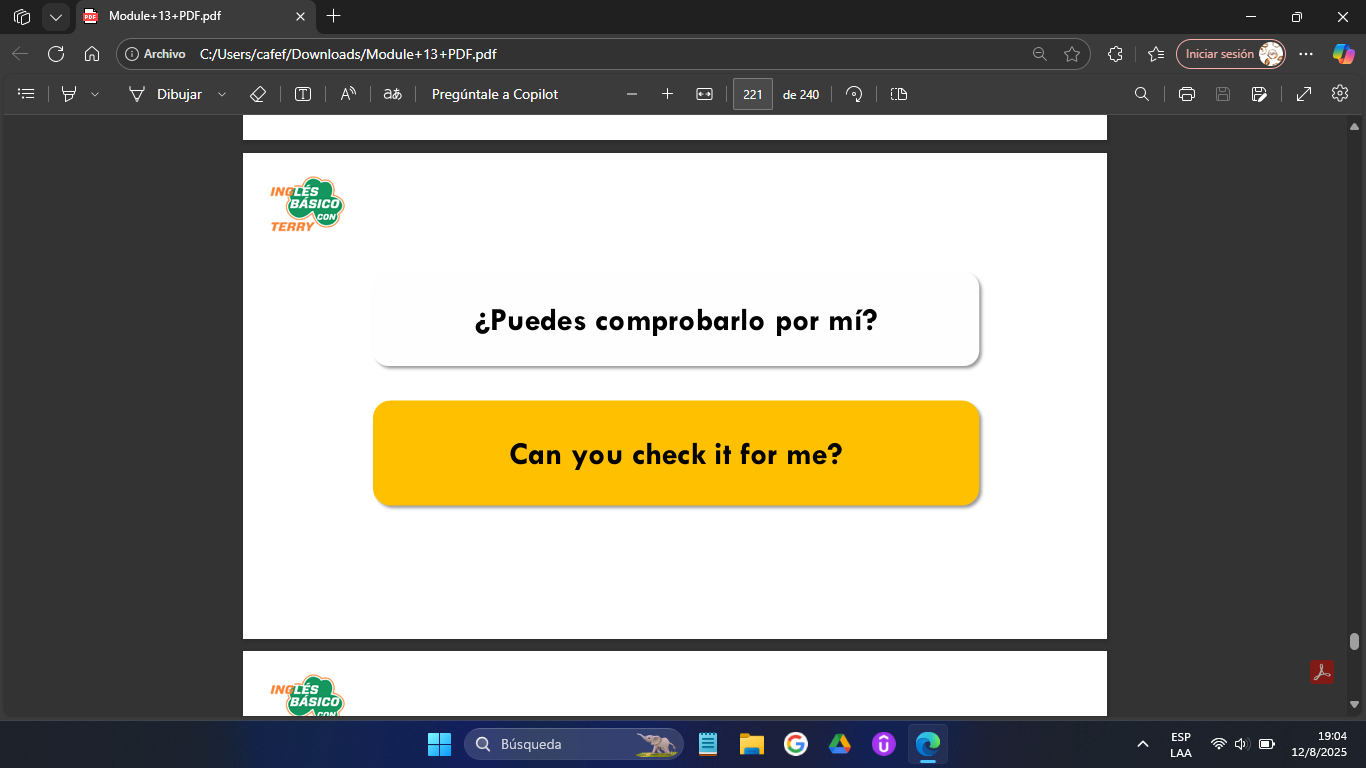 Module+13+PDF.pdf
Archivo C:/Users/cafef/Downloads/Module+13+PDF.pdf
Iniciar sesión
Dibujar
Pregúntale a Copilot
221 de 240
INGLÉS
BÁSICO
CON
TERRY
¿Puedes comprobarlo por mí?
Can you check it for me?
INGLÉS
BÁSICO
CON
Búsqueda
ESP
LAA
19:04
12/8/2025